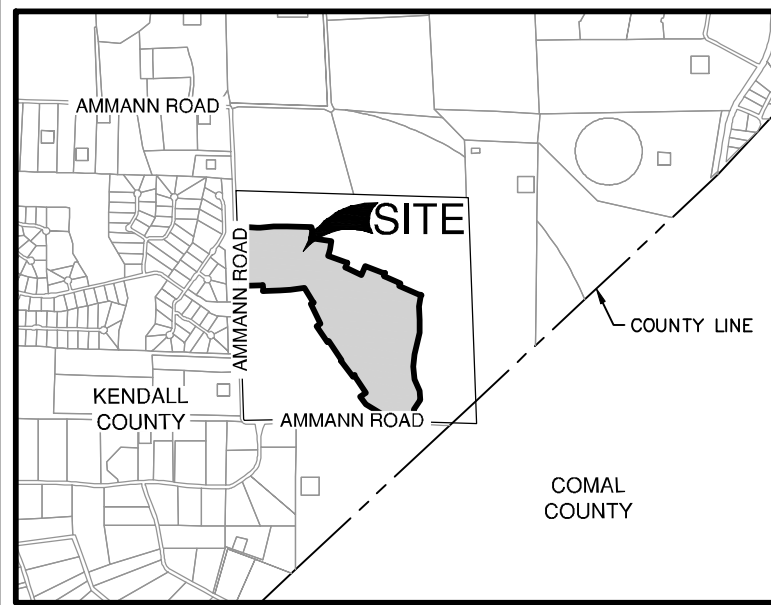 AMMANN ROAD
SITE
AMMANN ROAD
COUNTY LINE
KENDALL
COUNTY
AMMANN ROAD
COMAL
COUNTY